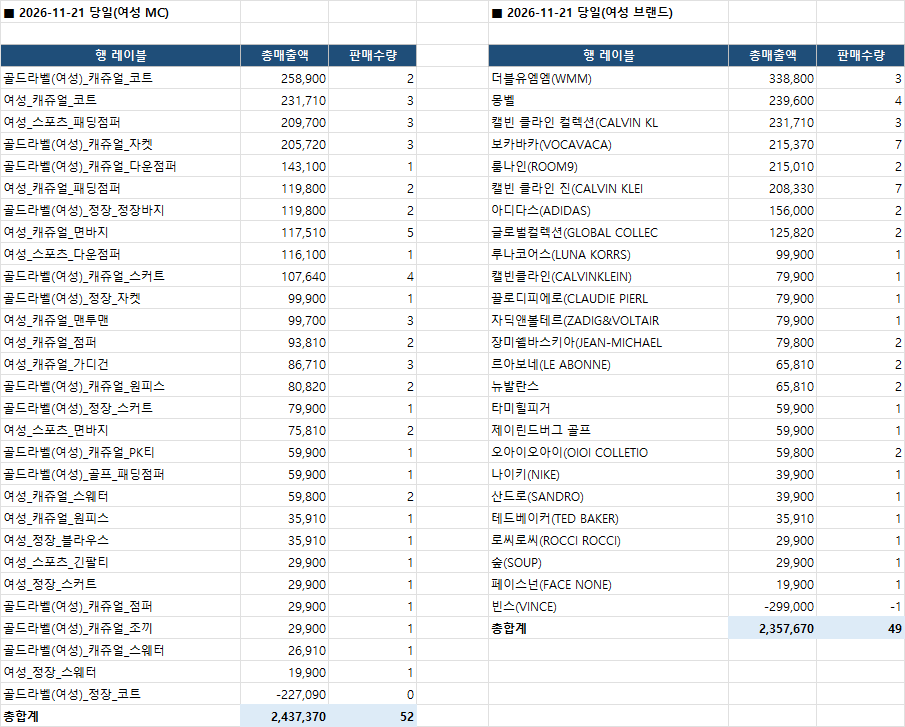 ■ 2026-11-21 당일(여성 MC)
행 레이블 총매출액 판매수량
골드라벨(여성)_캐쥬얼_코트 258,900 2
여성_캐쥬얼_코트 231,710 3
여성_스포츠_패딩점퍼 209,700 3
골드라벨(여성)_캐쥬얼_자켓 205,720 3
골드라벨(여성)_캐쥬얼_다운점퍼 143,100 1
여성_캐쥬얼_패딩점퍼 119,800 2
골드라벨(여성)_정장_정장바지 119,800 2
여성_캐쥬얼_면바지 117,510 5
여성_스포츠_다운점퍼 116,100 1
골드라벨(여성)_캐쥬얼_스커트 107,640 4
골드라벨(여성)_정장_자켓 99,900 1
여성_캐쥬얼_맨투맨 99,700 3
여성_캐쥬얼_점퍼 93,810 2
여성_캐쥬얼_가디건 86,710 3
골드라벨(여성)_캐쥬얼_원피스 80,820 2
골드라벨(여성)_정장_스커트 79,900 1
여성_스포츠_면바지 75,810 2
골드라벨(여성)_캐쥬얼_PK티 59,900 1
골드라벨(여성)_골프_패딩점퍼 59,900 1
여성_캐쥬얼_스웨터 59,800 2
여성_캐쥬얼_원피스 35,910 1
여성_정장_블라우스 35,910 1
여성_스포츠_긴팔티 29,900 1
여성_정장_스커트 29,900 1
골드라벨(여성)_캐쥬얼_점퍼 29,900 1
골드라벨(여성)_캐쥬얼_조끼 29,900 1
골드라벨(여성)_캐쥬얼_스웨터 26,910 1
여성_정장_스웨터 19,900 1
골드라벨(여성)_정장_코트 -227,090 0
총합계 2,437,370 52
■ 2026-11-21 당일(여성 브랜드)
행 레이블 총매출액 판매수량
더블유엠엠(WMM) 338,800 3
몽벨 239,600 4
캘빈 클라인 컬렉션(CALVIN KL 231,710 3
보카바카(VOCAVACA) 215,370 7
룸나인(ROOM9) 215,010 2
캘빈 클라인 진(CALVIN KLEI 208,330 7
아디다스(ADIDAS) 156,000 2
글로벌컬렉션(GLOBAL COLLEC 125,820 2
루나코어스(LUNA KORRS) 99,900 1
캘빈클라인(CALVINKLEIN) 79,900 1
끌로디피에로(CLAUDIE PIERL 79,900 1
자딕앤볼테르(ZADIG&VOLTAIR 79,900 1
장미쉘바스키아(JEAN-MICHAEL 79,800 2
르아보네(LE ABONNE) 65,810 2
뉴발란스 65,810 2
타미힐피거 59,900 1
제이린드버그 골프 59,900 1
오아이오아이(OIOI COLLETIO 59,800 2
나이키(NIKE) 39,900 1
산드로(SANDRO) 39,900 1
테드베이커(TED BAKER) 35,910 1
로씨로씨(ROCCI ROCCI) 29,900 1
숲(SOUP) 29,900 1
페이스넌(FACE NONE) 19,900 1
빈스(VINCE) -299,000 -1
총합계 2,357,670 49